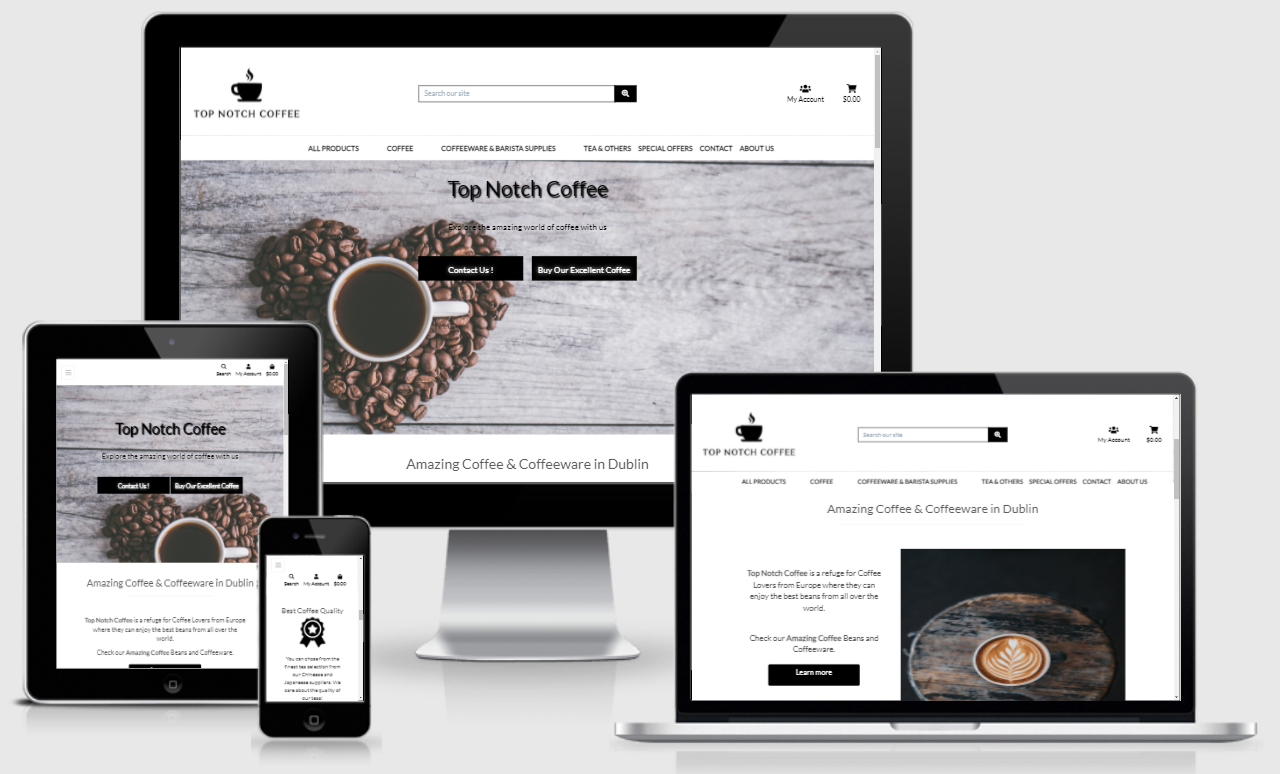 TOP NOTCH COFFEE
Search our site
My Account
$0.00
ALL PRODUCTS COFFEE COFFEEWARE & BARISTA SUPPLIES TEA & OTHERS SPECIAL OFFERS CONTACT ABOUT US
Top Notch Coffee
Explore the amazing world of coffee with us
Contact Us !
Buy Our Excellent Coffee
Amazing Coffee & Coffeeware in Dublin
Search My Account $0.00
Top Notch Coffee
Explore the amazing world of coffee with us
Contact Us !
Buy Our Excellent Coffee
Amazing Coffee & Coffeeware in Dublin
Top Notch Coffee is a refuge for Coffee Lovers from Europe
where they can enjoy the best beans from all over the
world.
Check our Amazing Coffee Beans and Coffeeware.
Search My Account $0.00
Best Coffee Quality
You can chose from the
finest tea selection from
our Chinese and
Japanese suppliers. We
care about the quality of
our teas!
TOP NOTCH COFFEE
Search our site
My Account
$0.00
ALL PRODUCTS COFFEE COFFEEWARE & BARISTA SUPPLIES TEA & OTHERS SPECIAL OFFERS CONTACT ABOUT US
Amazing Coffee & Coffeeware in Dublin
Top Notch Coffee is a refuge for Coffee
Lovers from Europe where they can
enjoy the best beans from all over the
world.
Check our Amazing Coffee Beans and
Coffeeware.
Learn more